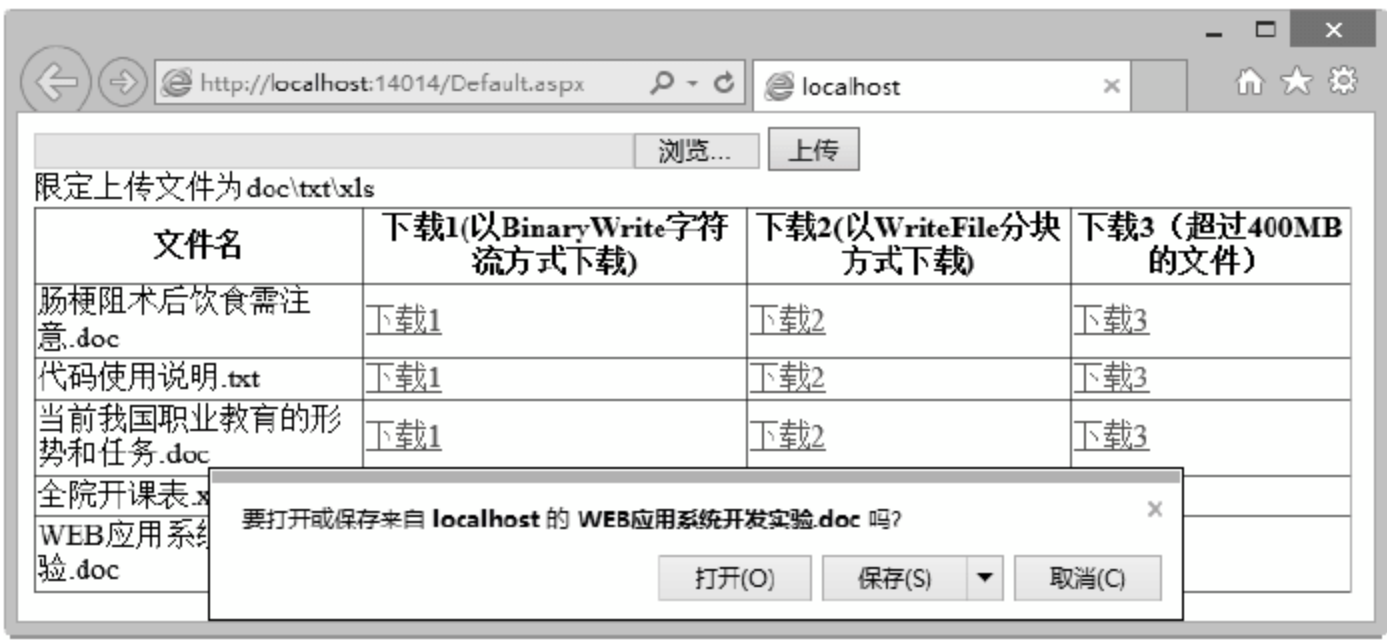 http://localhost:14014/Default.aspx
localhost
浏览...
上传
限定上传文件为doc\txt\xls
文件名
下载1(以BinaryWrite字符
流方式下载)
下载2(以WriteFile分块
方式下载)
下载3（超过400MB
的文件）
肠梗阻术后饮食需注
意.doc
下载1
下载2
下载3
代码使用说明.txt
下载1
下载2
下载3
当前我国职业教育的形
势和任务.doc
下载1
下载2
下载3
全院开课表.x
WEB应用系统
验.doc
要打开或保存来自 localhost 的 WEB应用系统开发实验.doc 吗?
打开(O)
保存(S)
取消(C)